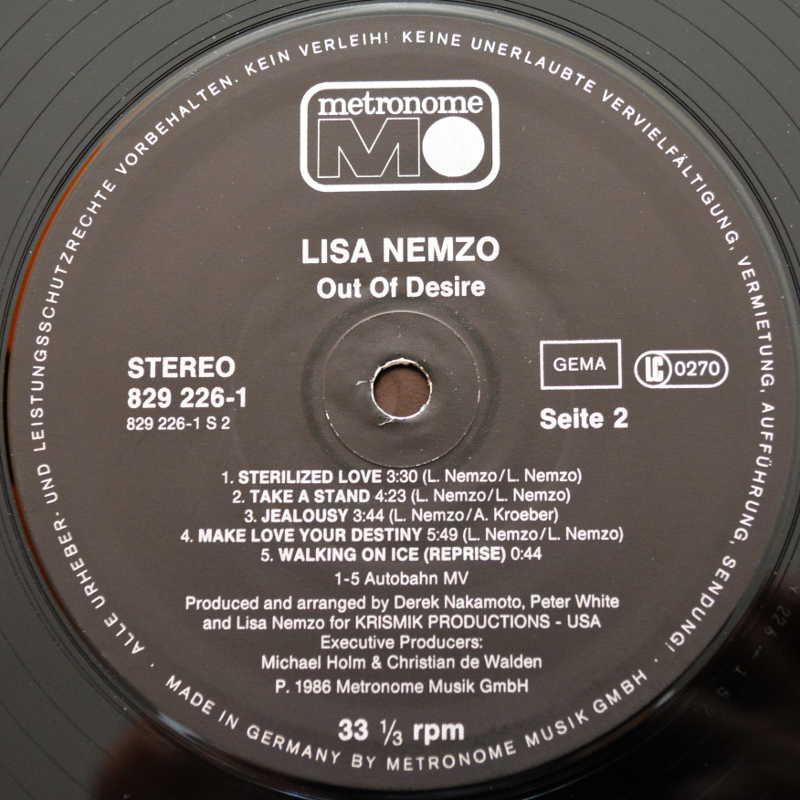 ALLE URHEBER- UND LEISTUNGSSCHUTZRECHTE VORBEHALTEN. KEIN VERLEIH! KEINE UNERLAUBTE VERVIELFÄLTIGUNG, VERMIETUNG, AUFFÜHRUNG, SENDUNG!
metronome
MO
LISA NEMZO
Out Of Desire
STEREO
829 226-1
829 226-1 S 2
GEMA
LC 0270
Seite 2
1. STERILIZED LOVE 3:30 (L. Nemzo/L. Nemzo)
2. TAKE A STAND 4:23 (L. Nemzo/L. Nemzo)
3. JEALOUSY 3:44 (L. Nemzo/A. Kroeber)
4. MAKE LOVE YOUR DESTINY 5:49 (L. Nemzo/L. Nemzo)
5. WALKING ON ICE (REPRISE) 0:44
1-5 Autobahn MV
Produced and arranged by Derek Nakamoto, Peter White
and Lisa Nemzo for KRISMIK PRODUCTIONS - USA
Executive Producers:
Michael Holm & Christian de Walden
P. 1986 Metronome Musik GmbH
33 1/3 rpm
· MADE IN GERMANY BY METRONOME MUSIK GMBH ·